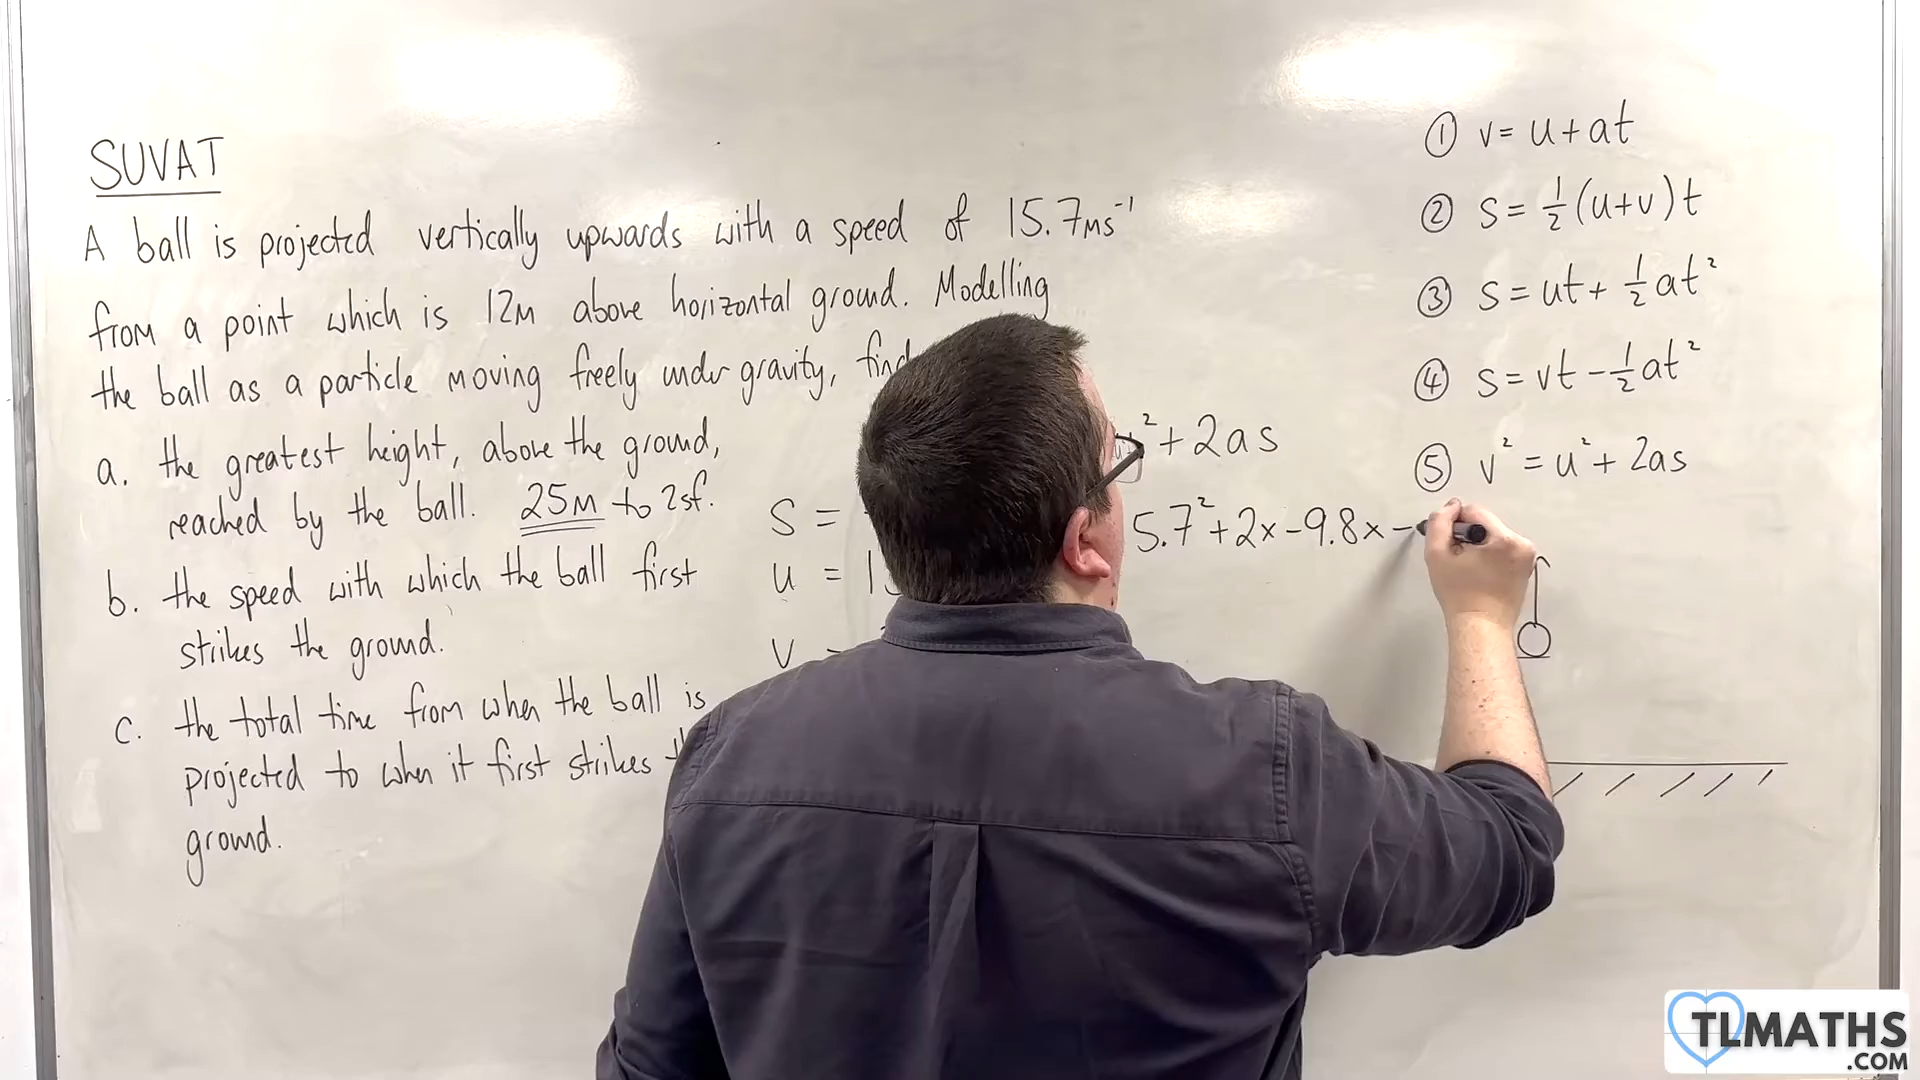 SUVAT
A ball is projected vertically upwards with a speed of 15.7ms⁻¹
from a point which is 12m above horizontal ground. Modelling
the ball as a particle moving freely under gravity, find
a. the greatest height, above the ground,
reached by the ball. 25m to 2sf.
b. the speed with which the ball first
strikes the ground.
c. the total time from when the ball is
projected to when it first strikes
ground.
s =
u = 1
v
² + 2as
5.7² + 2x -9.8x -
① v = u + at
② s = ½(u+v)t
③ s = ut + ½at²
④ s = vt - ½at²
⑤ v² = u² + 2as
TLMATHS
.COM